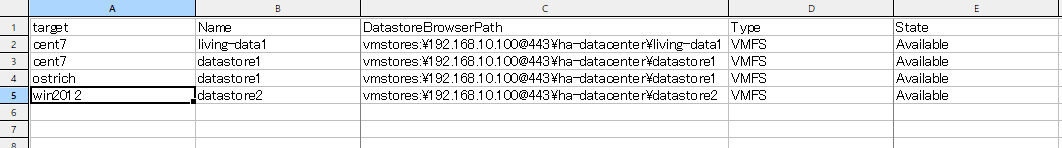 A B C D E
1 target Name DatastoreBrowserPath Type State
2 cent7 living-data1 vmstores:¥192.168.10.100@443¥ha-datacenter¥living-data1 VMFS Available
3 cent7 datastore1 vmstores:¥192.168.10.100@443¥ha-datacenter¥datastore1 VMFS Available
4 ostrich datastore1 vmstores:¥192.168.10.100@443¥ha-datacenter¥datastore1 VMFS Available
5 win2012 datastore2 vmstores:¥192.168.10.100@443¥ha-datacenter¥datastore2 VMFS Available
6
7
8